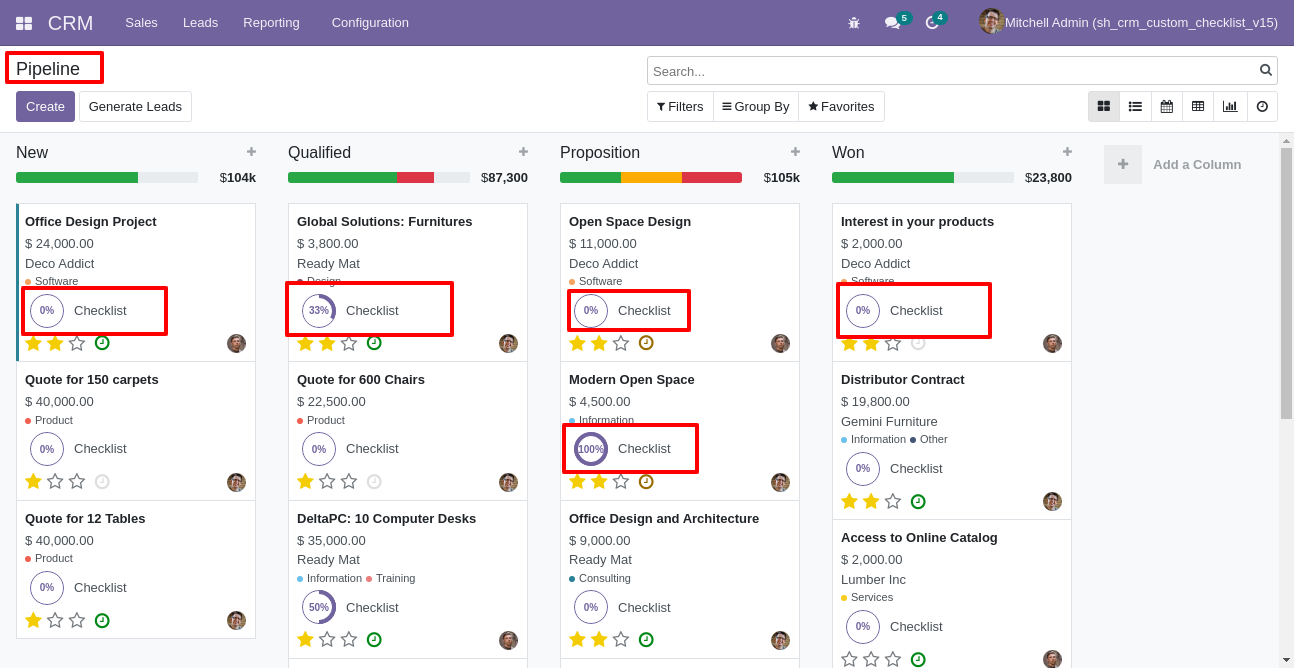 CRM Sales Leads Reporting Configuration 5 4 Mitchell Admin (sh_crm_custom_checklist_v15)
Pipeline
Search...
Create Generate Leads
Filters Group By Favorites
New
$104k
Office Design Project
$ 24,000.00
Deco Addict
Software
0% Checklist
Quote for 150 carpets
$ 40,000.00
Product
0% Checklist
Quote for 12 Tables
$ 40,000.00
Product
0% Checklist
Qualified
$87,300
Global Solutions: Furnitures
$ 3,800.00
Ready Mat
Design
33% Checklist
Quote for 600 Chairs
$ 22,500.00
Product
0% Checklist
DeltaPC: 10 Computer Desks
$ 35,000.00
Ready Mat
Information Training
50% Checklist
Proposition
$105k
Open Space Design
$ 11,000.00
Deco Addict
Software
0% Checklist
Modern Open Space
$ 4,500.00
Information
100% Checklist
Office Design and Architecture
$ 9,000.00
Ready Mat
Consulting
0% Checklist
Won
$23,800
Interest in your products
$ 2,000.00
Deco Addict
Software
0% Checklist
Distributor Contract
$ 19,800.00
Gemini Furniture
Information Other
0% Checklist
Access to Online Catalog
$ 2,000.00
Lumber Inc
Services
0% Checklist
Add a Column